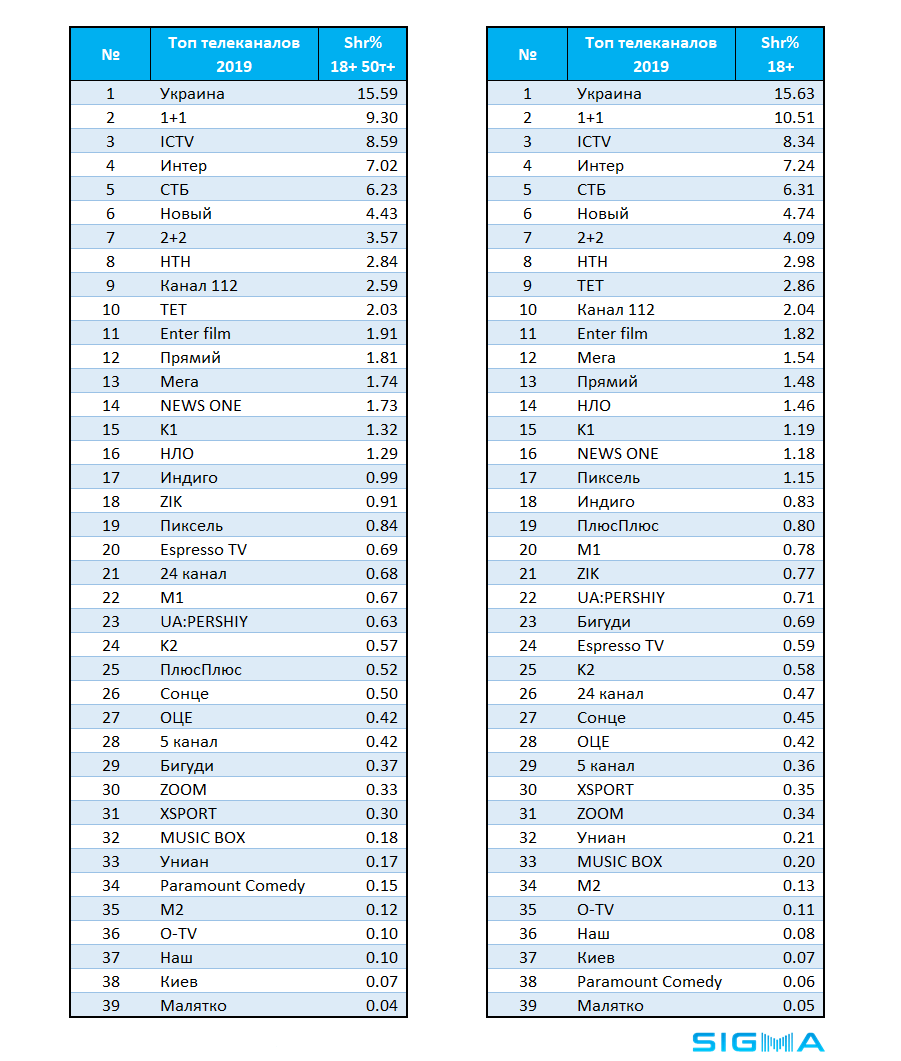 № Топ телеканалов 2019 Shr% 18+ 50т+
1 Украина 15.59
2 1+1 9.30
3 ICTV 8.59
4 Интер 7.02
5 СТБ 6.23
6 Новый 4.43
7 2+2 3.57
8 НТН 2.84
9 Канал 112 2.59
10 ТЕТ 2.03
11 Enter film 1.91
12 Прямий 1.81
13 Мега 1.74
14 NEWS ONE 1.73
15 К1 1.32
16 НЛО 1.29
17 Индиго 0.99
18 ZIK 0.91
19 Пиксель 0.84
20 Espresso TV 0.69
21 24 канал 0.68
22 М1 0.67
23 UA:PERSHIY 0.63
24 К2 0.57
25 ПлюсПлюс 0.52
26 Сонце 0.50
27 ОЦЕ 0.42
28 5 канал 0.42
29 Бигуди 0.37
30 ZOOM 0.33
31 XSPORT 0.30
32 MUSIC BOX 0.18
33 Униан 0.17
34 Paramount Comedy 0.15
35 М2 0.12
36 O-TV 0.10
37 Наш 0.10
38 Киев 0.07
39 Малятко 0.04
№ Топ телеканалов 2019 Shr% 18+
1 Украина 15.63
2 1+1 10.51
3 ICTV 8.34
4 Интер 7.24
5 СТБ 6.31
6 Новый 4.74
7 2+2 4.09
8 НТН 2.98
9 ТЕТ 2.86
10 Канал 112 2.04
11 Enter film 1.82
12 Мега 1.54
13 Прямий 1.48
14 НЛО 1.46
15 К1 1.19
16 NEWS ONE 1.18
17 Пиксель 1.15
18 Индиго 0.83
19 ПлюсПлюс 0.80
20 М1 0.78
21 ZIK 0.77
22 UA:PERSHIY 0.71
23 Бигуди 0.69
24 Espresso TV 0.59
25 К2 0.58
26 24 канал 0.47
27 Сонце 0.45
28 ОЦЕ 0.42
29 5 канал 0.36
30 XSPORT 0.35
31 ZOOM 0.34
32 Униан 0.21
33 MUSIC BOX 0.20
34 М2 0.13
35 O-TV 0.11
36 Наш 0.08
37 Киев 0.07
38 Paramount Comedy 0.06
39 Малятко 0.05
SIGMA